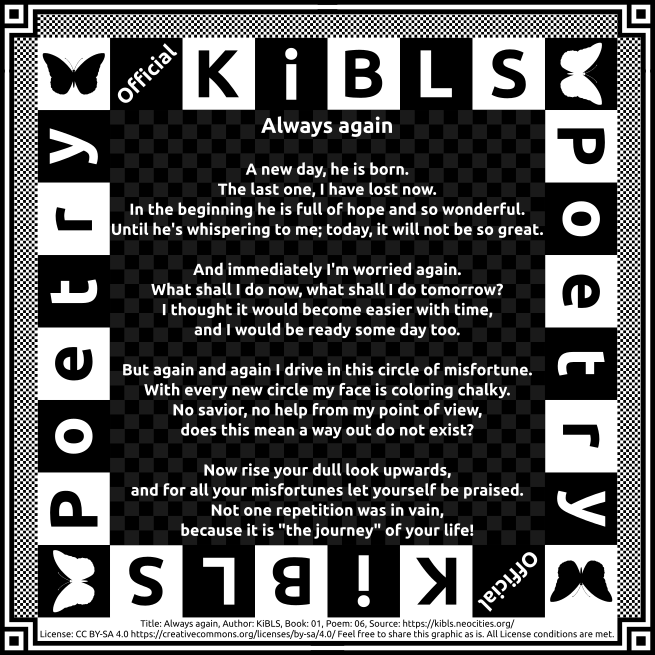 Official KiBLS
Poetry
Poetry
Always again
A new day, he is born.
The last one, I have lost now.
In the beginning he is full of hope and so wonderful.
Until he's whispering to me; today, it will not be so great.
And immediately I'm worried again.
What shall I do now, what shall I do tomorrow?
I thought it would become easier with time,
and I would be ready some day too.
But again and again I drive in this circle of misfortune.
With every new circle my face is coloring chalky.
No savior, no help from my point of view,
does this mean a way out do not exist?
Now rise your dull look upwards,
and for all your misfortunes let yourself be praised.
Not one repetition was in vain,
because it is "the journey" of your life!
Official KiBLS
Title: Always again, Author: KiBLS, Book: 01, Poem: 06, Source: https://kibls.neocities.org/
License: CC BY-SA 4.0 https://creativecommons.org/licenses/by-sa/4.0/ Feel free to share this graphic as is. All License conditions are met.